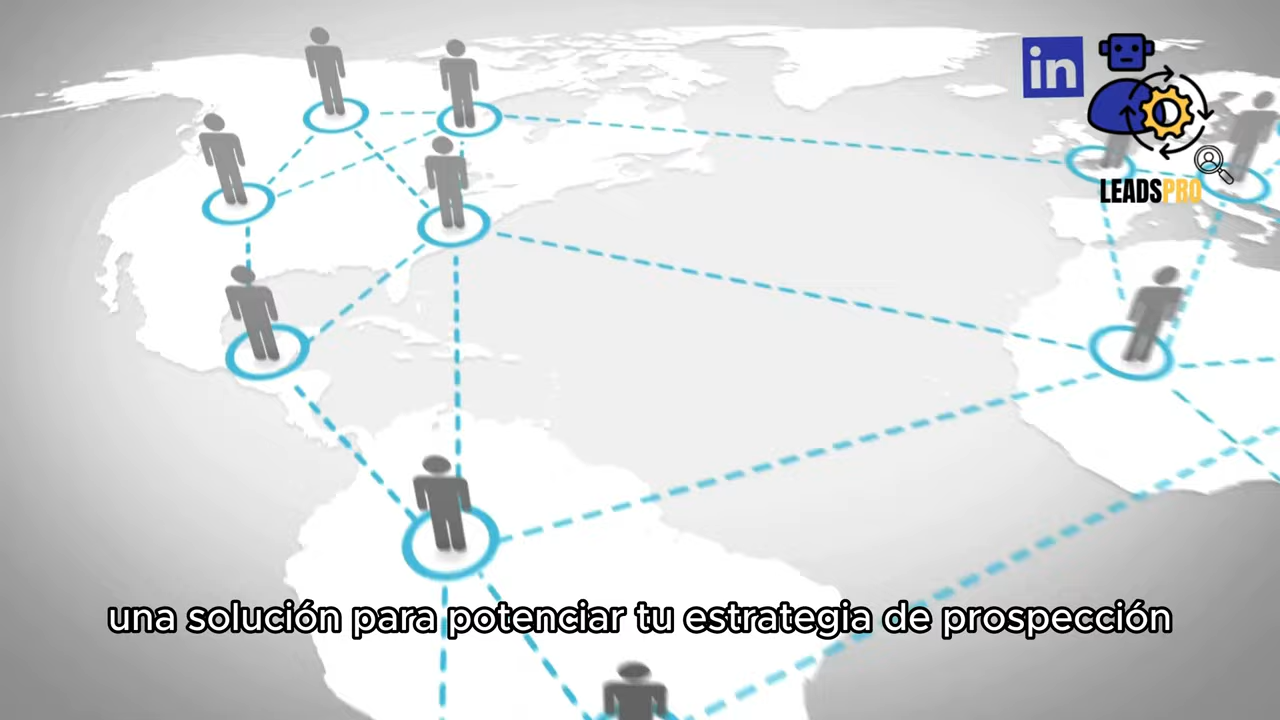 in
LEADSPRO
una solución para potenciar tu estrategia de prospección